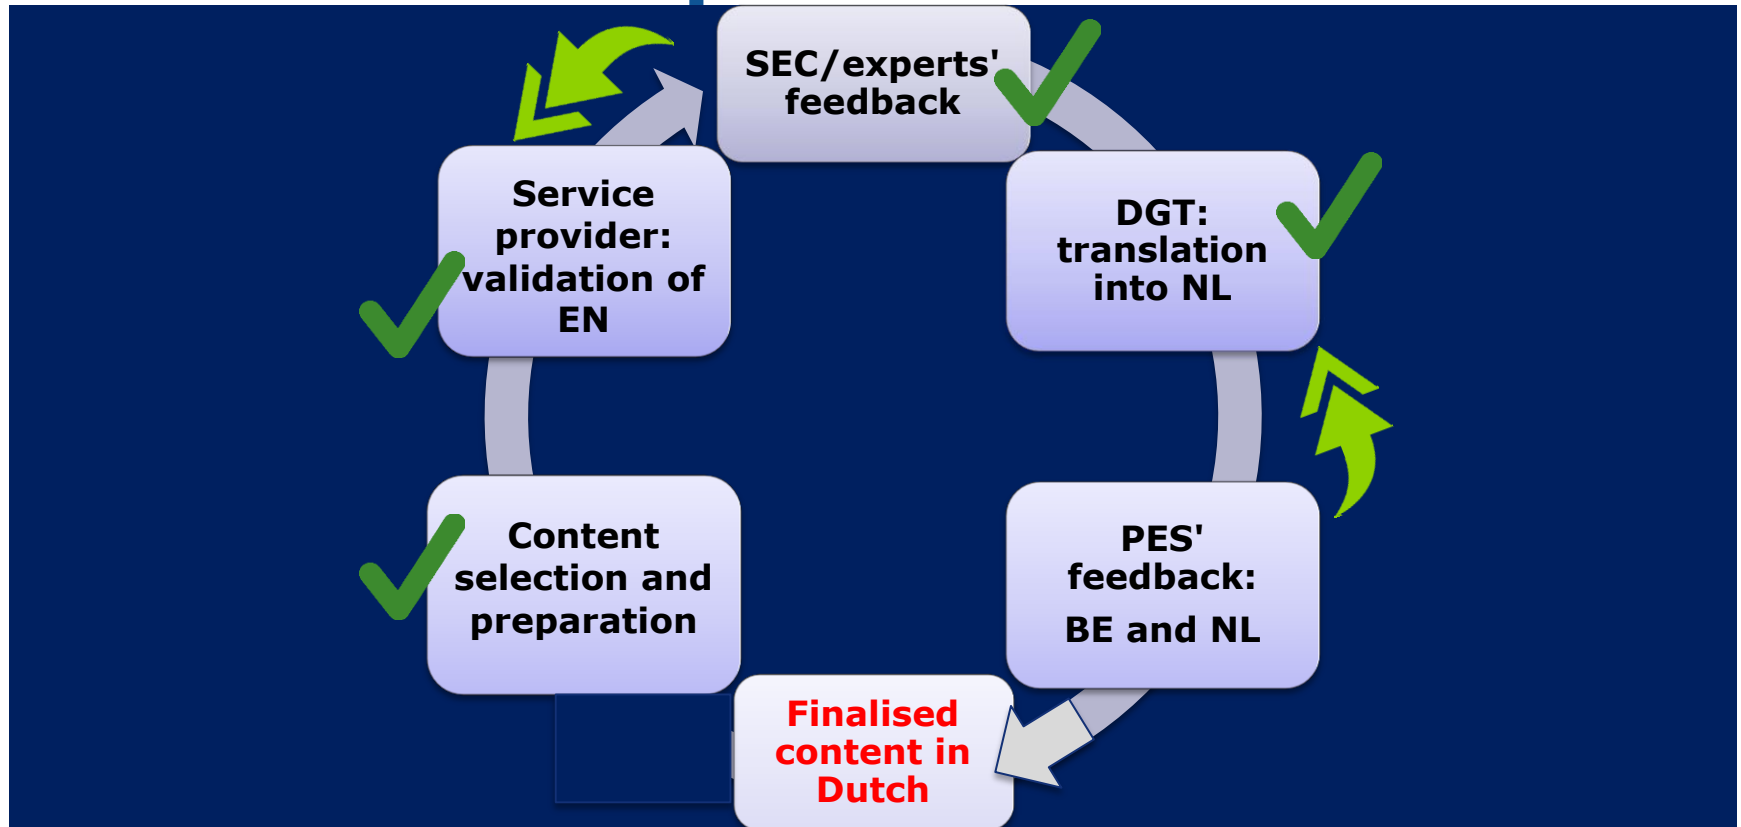 SEC/experts'
feedback
DGT:
translation
into NL
PES'
feedback:
BE and NL
Finalised
content in
Dutch
Content
selection and
preparation
Service
provider:
validation of
EN